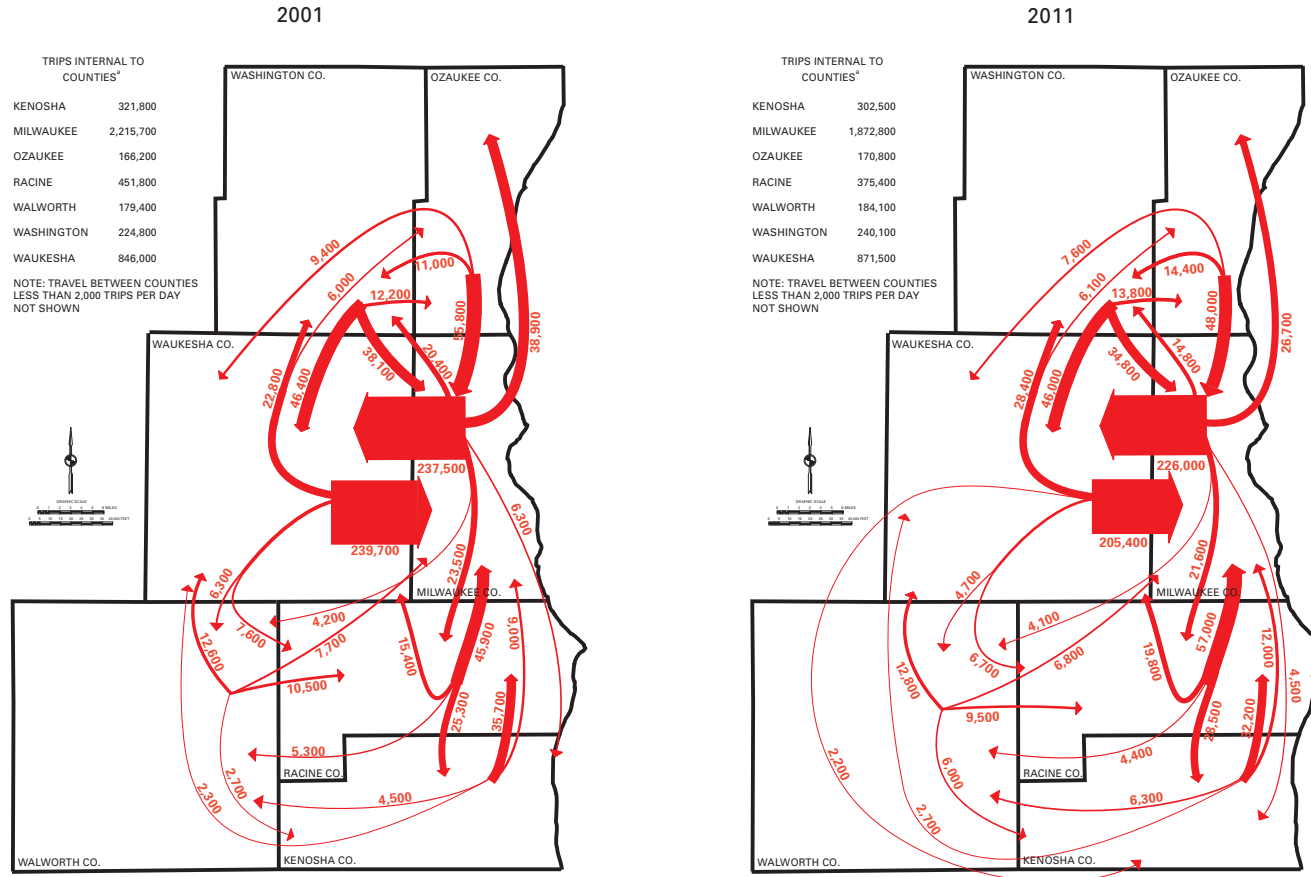 2001
TRIPS INTERNAL TO
COUNTIESa
KENOSHA 321,800
MILWAUKEE 2,215,700
OZAUKEE 166,200
RACINE 451,800
WALWORTH 179,400
WASHINGTON 224,800
WAUKESHA 846,000
NOTE: TRAVEL BETWEEN COUNTIES
LESS THAN 2,000 TRIPS PER DAY
NOT SHOWN
WASHINGTON CO.
OZAUKEE CO.
9,400
6,000
11,000
12,200
55,800
38,900
WAUKESHA CO.
22,800
46,400
38,100
20,400
237,500
239,700
6,300
GRAPHIC SCALE
23,500
6,300
7,600
4,200
7,700
MILWAUKEE CO.
12,600
10,500
15,400
45,900
9,000
25,300
35,700
5,300
RACINE CO.
2,700
2,300
4,500
WALWORTH CO.
KENOSHA CO.
2011
TRIPS INTERNAL TO
COUNTIESa
KENOSHA 302,500
MILWAUKEE 1,872,800
OZAUKEE 170,800
RACINE 375,400
WALWORTH 184,100
WASHINGTON 240,100
WAUKESHA 871,500
NOTE: TRAVEL BETWEEN COUNTIES
LESS THAN 2,000 TRIPS PER DAY
NOT SHOWN
WASHINGTON CO.
OZAUKEE CO.
7,600
6,100
14,400
13,800
48,000
26,700
WAUKESHA CO.
28,400
46,000
34,800
14,800
226,000
205,400
GRAPHIC SCALE
21,600
4,700
6,700
4,100
6,800
MILWAUKEE CO.
12,800
9,500
19,800
57,000
12,000
4,500
28,500
32,200
4,400
RACINE CO.
2,200
6,000
2,700
6,300
WALWORTH CO.
KENOSHA CO.